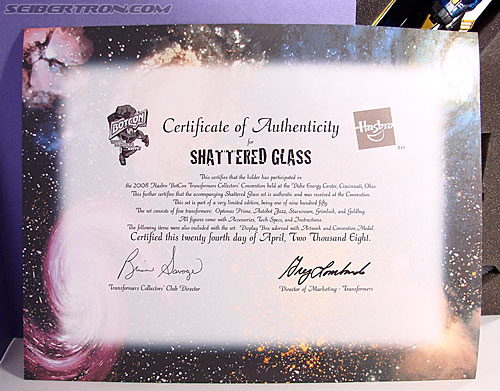 SEIBERTRON.COM
BOTCON
Certificate of Authenticity
for
Hasbro
TM
SHATTERED GLASS
This certifies that the holder has participated in
the 2008 Hasbro BotCon Transformers Collectors' Convention held at the Duke Energy Center, Cincinnati, Ohio.
This further certifies that the accompanying Shattered Glass set is authentic and was received at the Convention.
This set is part of a very limited edition, being one of nine hundred fifty.
The set consists of five transformers: Optimus Prime, Autobot Jazz, Starscream, Grimlock, and Goldbug.
All figures come with Accessories, Tech Specs, and Instructions.
The following items were also included with the set: Display Box adorned with Artwork and Convention Medal.
Certified this twenty fourth day of April, Two Thousand Eight.
Brian Savage
Greg Lombardo
Transformers Collectors' Club Director
Director of Marketing - Transformers